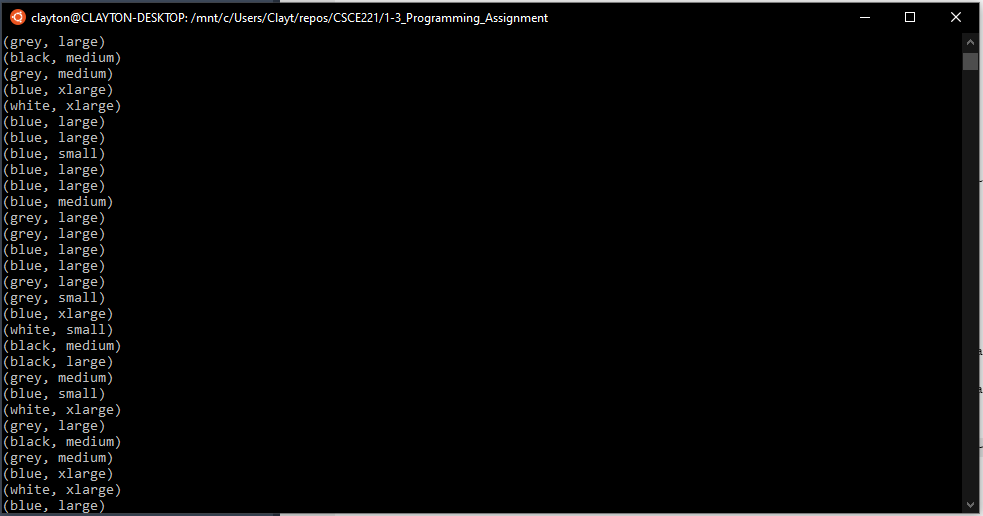 clayton@CLAYTON-DESKTOP: /mnt/c/Users/Clayt/repos/CSCE221/1-3_Programming_Assignment
(grey, large)
(black, medium)
(grey, medium)
(blue, xlarge)
(white, xlarge)
(blue, large)
(blue, large)
(blue, small)
(blue, large)
(blue, large)
(blue, medium)
(grey, large)
(grey, large)
(blue, large)
(blue, large)
(grey, large)
(grey, small)
(blue, xlarge)
(white, small)
(black, medium)
(black, large)
(grey, medium)
(blue, small)
(white, xlarge)
(grey, large)
(black, medium)
(grey, medium)
(blue, xlarge)
(white, xlarge)
(blue, large)